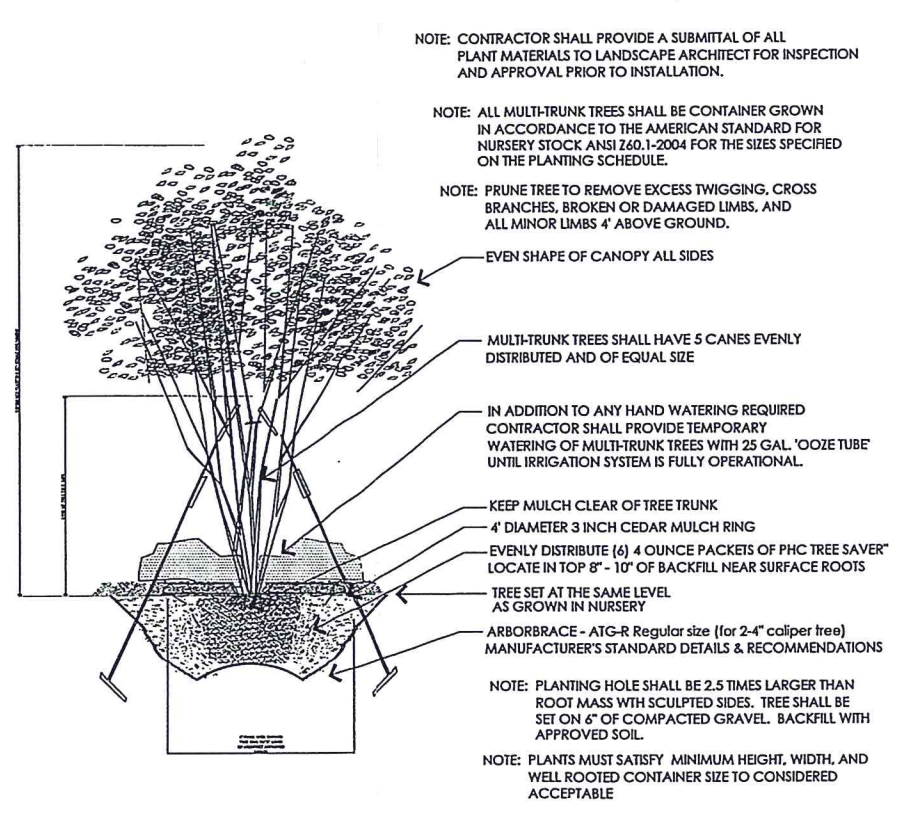 NOTE: CONTRACTOR SHALL PROVIDE A SUBMITTAL OF ALL
PLANT MATERIALS TO LANDSCAPE ARCHITECT FOR INSPECTION
AND APPROVAL PRIOR TO INSTALLATION.
NOTE: ALL MULTI-TRUNK TREES SHALL BE CONTAINER GROWN
IN ACCORDANCE TO THE AMERICAN STANDARD FOR
NURSERY STOCK ANSI Z60.1-2004 FOR THE SIZES SPECIFIED
ON THE PLANTING SCHEDULE.
NOTE: PRUNE TREE TO REMOVE EXCESS TWIGGING, CROSS
BRANCHES, BROKEN OR DAMAGED LIMBS, AND
ALL MINOR LIMBS 4' ABOVE GROUND.
EVEN SHAPE OF CANOPY ALL SIDES
MULTI-TRUNK TREES SHALL HAVE 5 CANES EVENLY
DISTRIBUTED AND OF EQUAL SIZE
IN ADDITION TO ANY HAND WATERING REQUIRED
CONTRACTOR SHALL PROVIDE TEMPORARY
WATERING OF MULTI-TRUNK TREES WITH 25 GAL. 'OOZE TUBE'
UNTIL IRRIGATION SYSTEM IS FULLY OPERATIONAL.
KEEP MULCH CLEAR OF TREE TRUNK
4' DIAMETER 3 INCH CEDAR MULCH RING
EVENLY DISTRIBUTE (6) 4 OUNCE PACKETS OF PHC TREE SAVER"
LOCATE IN TOP 8" - 10" OF BACKFILL NEAR SURFACE ROOTS
TREE SET AT THE SAME LEVEL
AS GROWN IN NURSERY
ARBORBRACE - ATG-R Regular size (for 2-4" caliper tree)
MANUFACTURER'S STANDARD DETAILS & RECOMMENDATIONS
NOTE: PLANTING HOLE SHALL BE 2.5 TIMES LARGER THAN
ROOT MASS WTH SCULPTED SIDES. TREE SHALL BE
SET ON 6" OF COMPACTED GRAVEL. BACKFILL WITH
APPROVED SOIL.
NOTE: PLANTS MUST SATISFY MINIMUM HEIGHT, WIDTH, AND
WELL ROOTED CONTAINER SIZE TO CONSIDERED
ACCEPTABLE